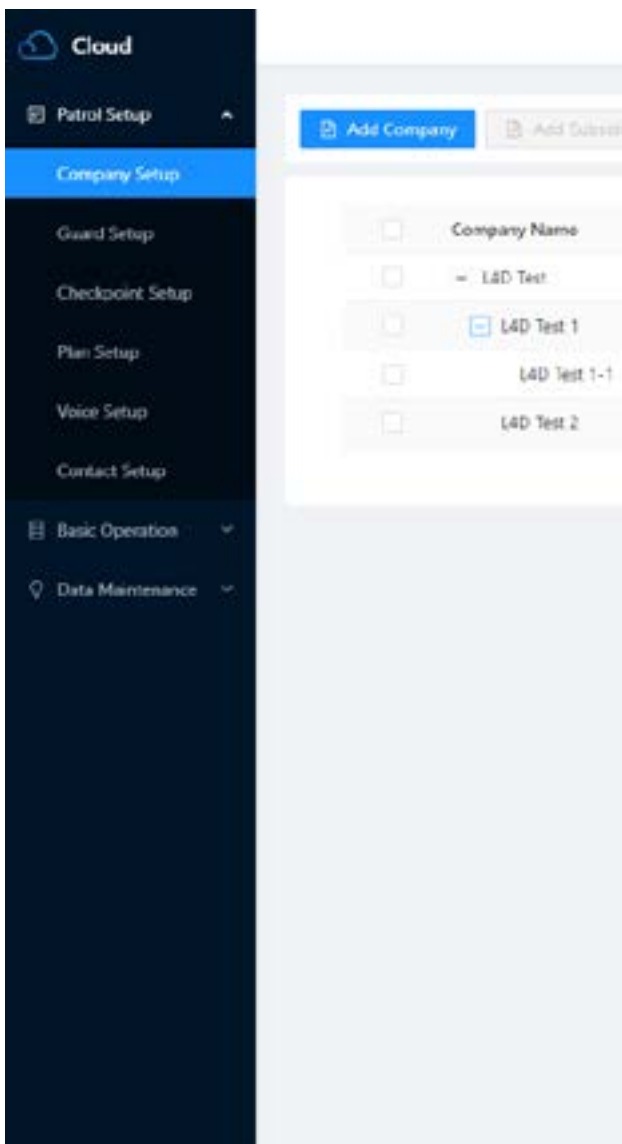 Cloud
Patrol Setup
Add Company
Add
Company Setup
Guard Setup
Company Name
L4D Test
Checkpoint Setup
L4D Test 1
Plan Setup
L4D Test 1-1
Voice Setup
L4D Test 2
Contact Setup
Basic Operation
Data Maintenance